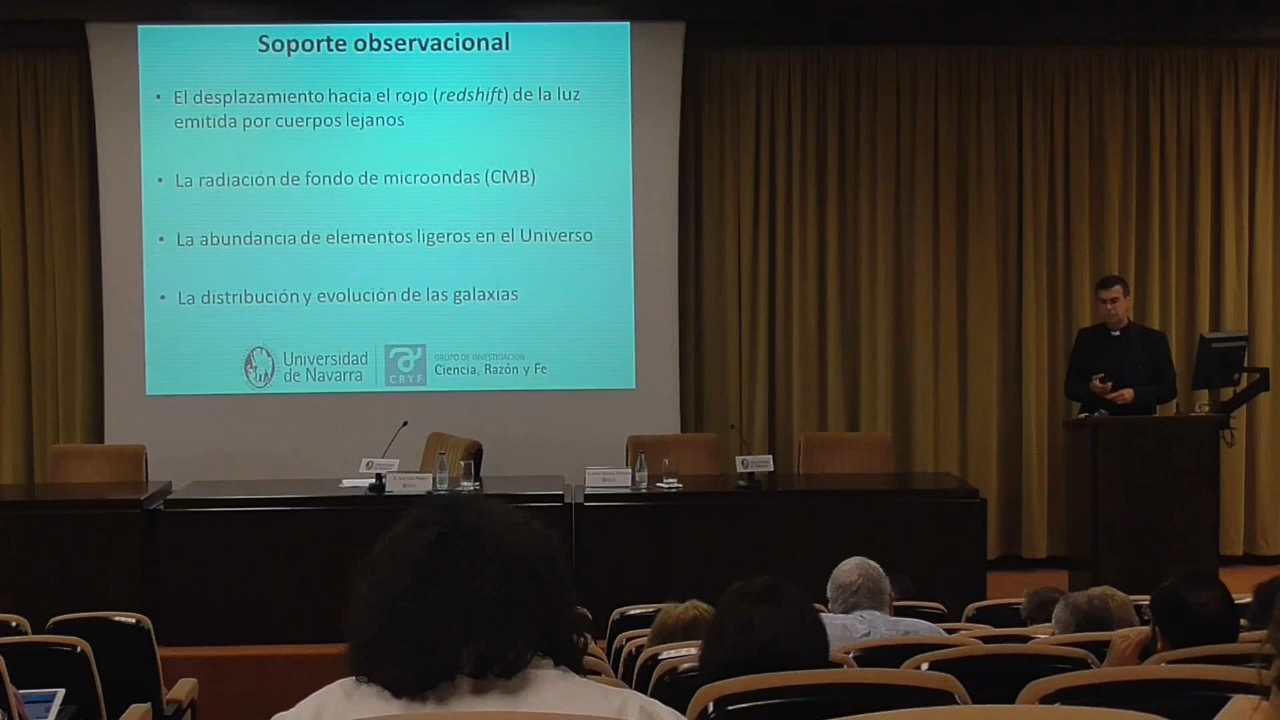 Soporte observacional
• El desplazamiento hacia el rojo (redshift) de la luz
emitida por cuerpos lejanos
• La radiación de fondo de microondas (CMB)
• La abundancia de elementos ligeros en el Universo
• La distribución y evolución de las galaxias
Universidad
de Navarra
CRYF
GRUPO DE INVESTIGACIÓN
Ciencia, Razón y Fe